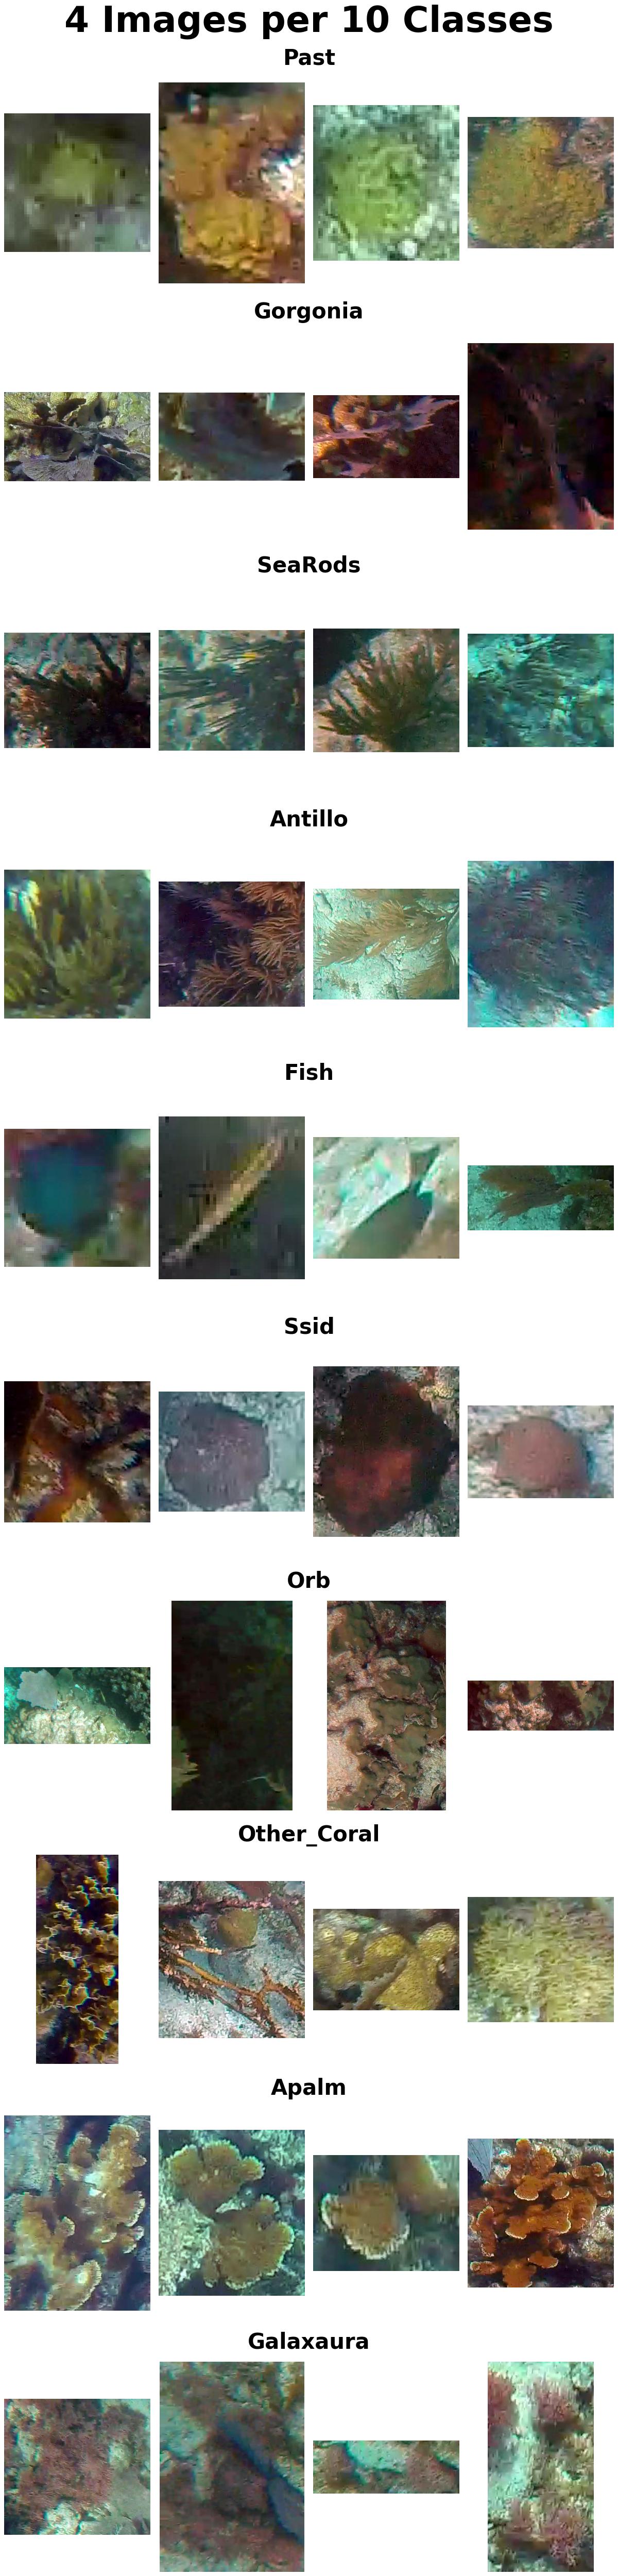 4 Images per 10 Classes
Past
Gorgonia
SeaRods
Antillo
Fish
Ssid
Orb
Other_Coral
Apalm
Galaxaura